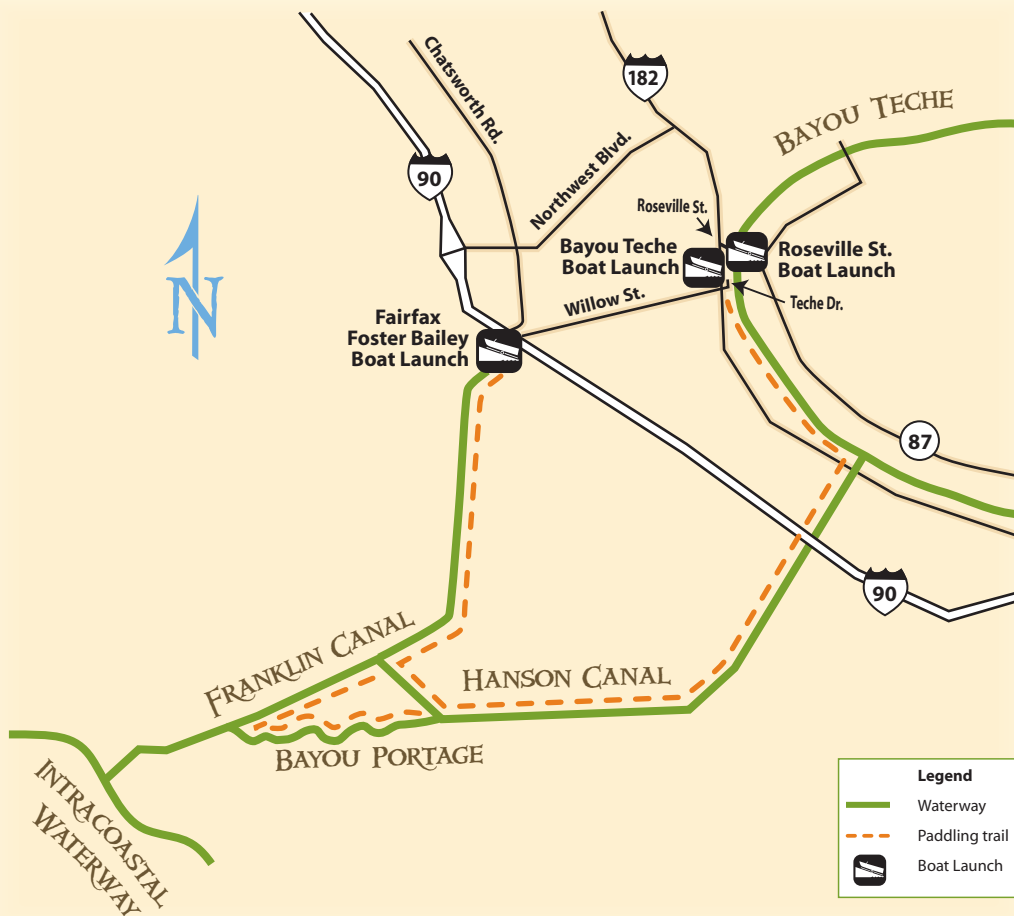 182
Chatsworth Rd.
BAYOU TECHE
90
Northwest Blvd.
Roseville St.
Bayou Teche
Boat Launch
Roseville St.
Boat Launch
Willow St.
Teche Dr.
Fairfax
Foster Bailey
Boat Launch
N
87
90
FRANKLIN CANAL
HANSON CANAL
BAYOU PORTAGE
INTRACOASTAL
WATERWAY
Legend
Waterway
Paddling trail
Boat Launch